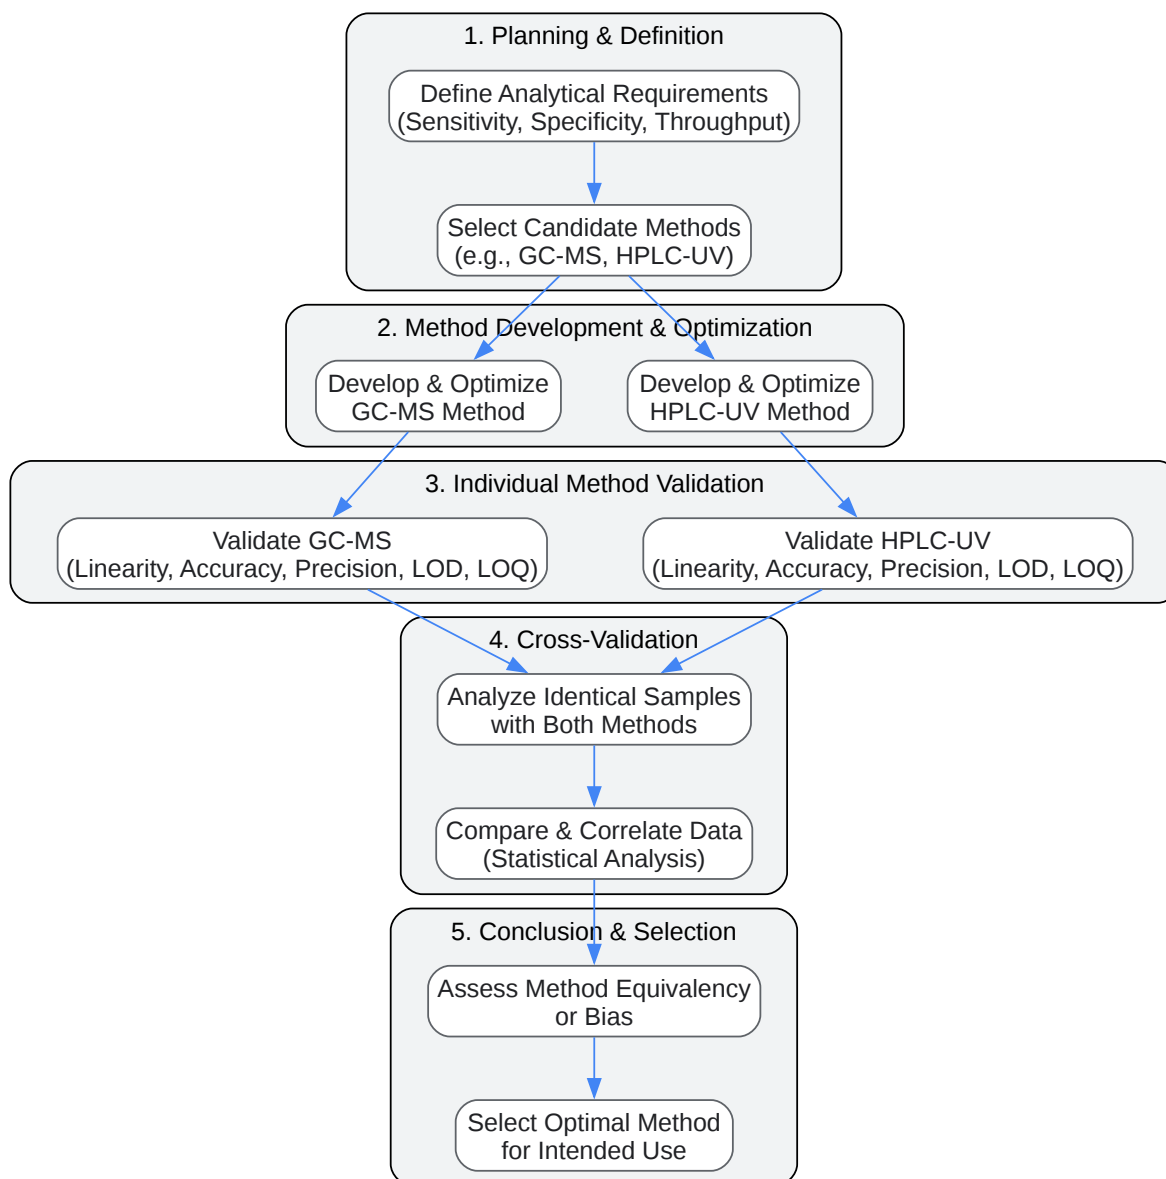 1. Planning & Definition
Define Analytical Requirements
(Sensitivity, Specificity, Throughput)
Select Candidate Methods
(e.g., GC-MS, HPLC-UV)
2. Method Development & Optimization
Develop & Optimize
GC-MS Method
Develop & Optimize
HPLC-UV Method
3. Individual Method Validation
Validate GC-MS
(Linearity, Accuracy, Precision, LOD, LOQ)
Validate HPLC-UV
(Linearity, Accuracy, Precision, LOD, LOQ)
4. Cross-Validation
Analyze Identical Samples
with Both Methods
Compare & Correlate Data
(Statistical Analysis)
5. Conclusion & Selection
Assess Method Equivalency
or Bias
Select Optimal Method
for Intended Use